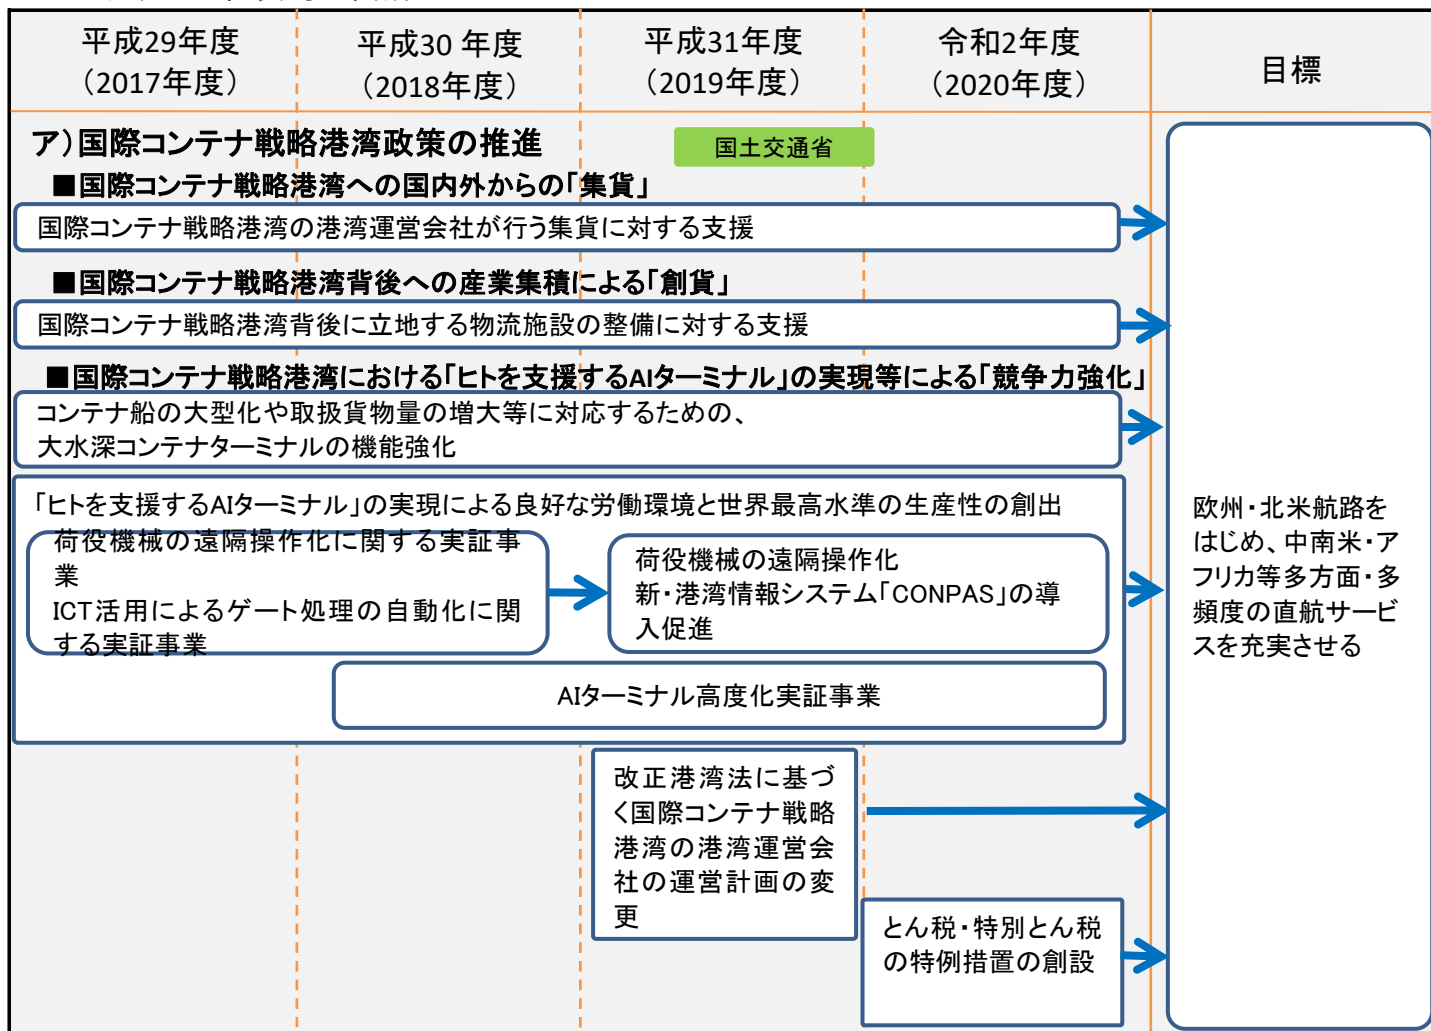 平成29年度
（2017年度）
平成30 年度
（2018年度）
平成31年度
（2019年度）
令和2年度
（2020年度）
目標
ア）国際コンテナ戦略港湾政策の推進
国土交通省
■国際コンテナ戦略港湾への国内外からの「集貨」
国際コンテナ戦略港湾の港湾運営会社が行う集貨に対する支援
■国際コンテナ戦略港湾背後への産業集積による「創貨」
国際コンテナ戦略港湾背後に立地する物流施設の整備に対する支援
■国際コンテナ戦略港湾における「ヒトを支援するAIターミナル」の実現等による「競争力強化」
コンテナ船の大型化や取扱貨物量の増大等に対応するための、
大水深コンテナターミナルの機能強化
「ヒトを支援するAIターミナル」の実現による良好な労働環境と世界最高水準の生産性の創出
荷役機械の遠隔操作化に関する実証事
業
ICT活用によるゲート処理の自動化に関
する実証事業
荷役機械の遠隔操作化
新・港湾情報システム「CONPAS」の導
入促進
AIターミナル高度化実証事業
改正港湾法に基づ
く国際コンテナ戦略
港湾の港湾運営会
社の運営計画の変
更
とん税・特別とん税
の特例措置の創設
欧州・北米航路を
はじめ、中南米・ア
フリカ等多方面・多
頻度の直航サービ
スを充実させる